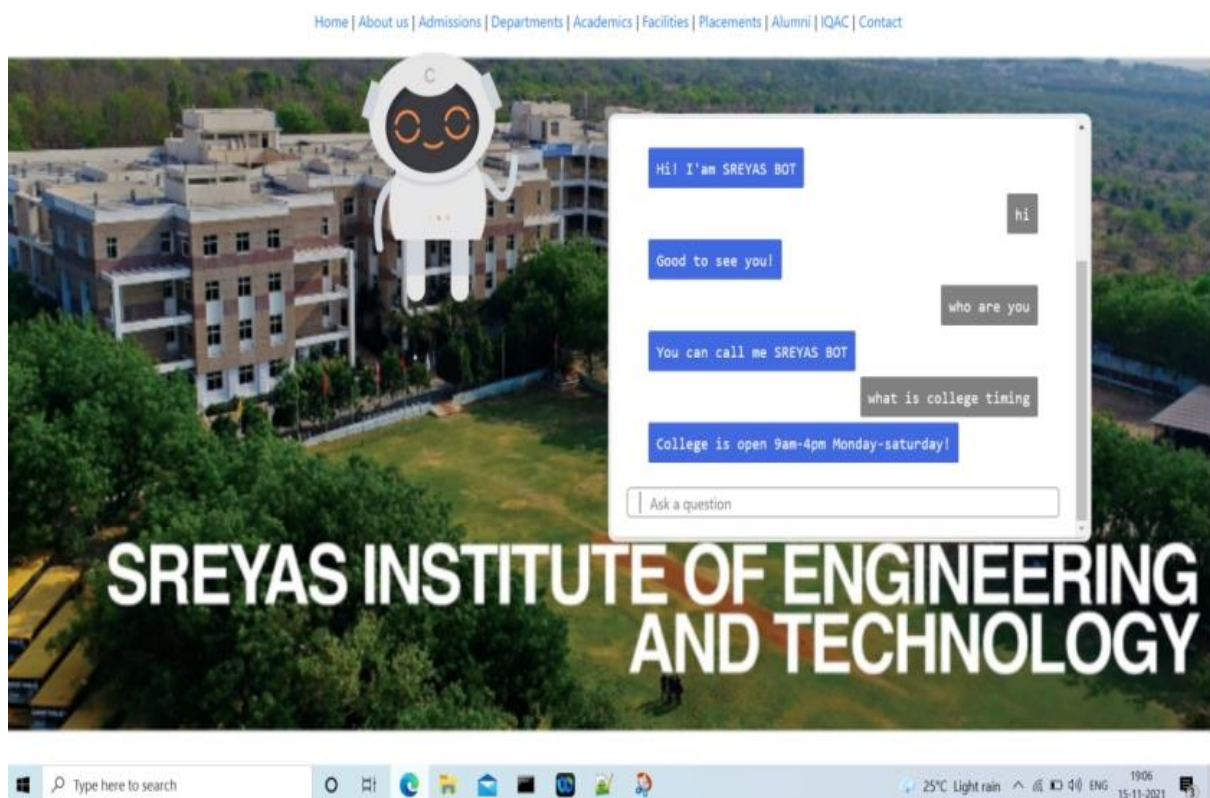 Home | About us | Admissions | Departments | Academics | Facilities | Placements | Alumni | IQAC | Contact
C
Hi! I'am SREYAS BOT
hi
Good to see you!
who are you
You can call me SREYAS BOT
what is college timing
College is open 9am-4pm Monday-saturday!
Ask a question
SREYAS INSTITUTE OF ENGINEERING
AND TECHNOLOGY
Type here to search
25°C Light rain
ENG
19:06
15-11-2021